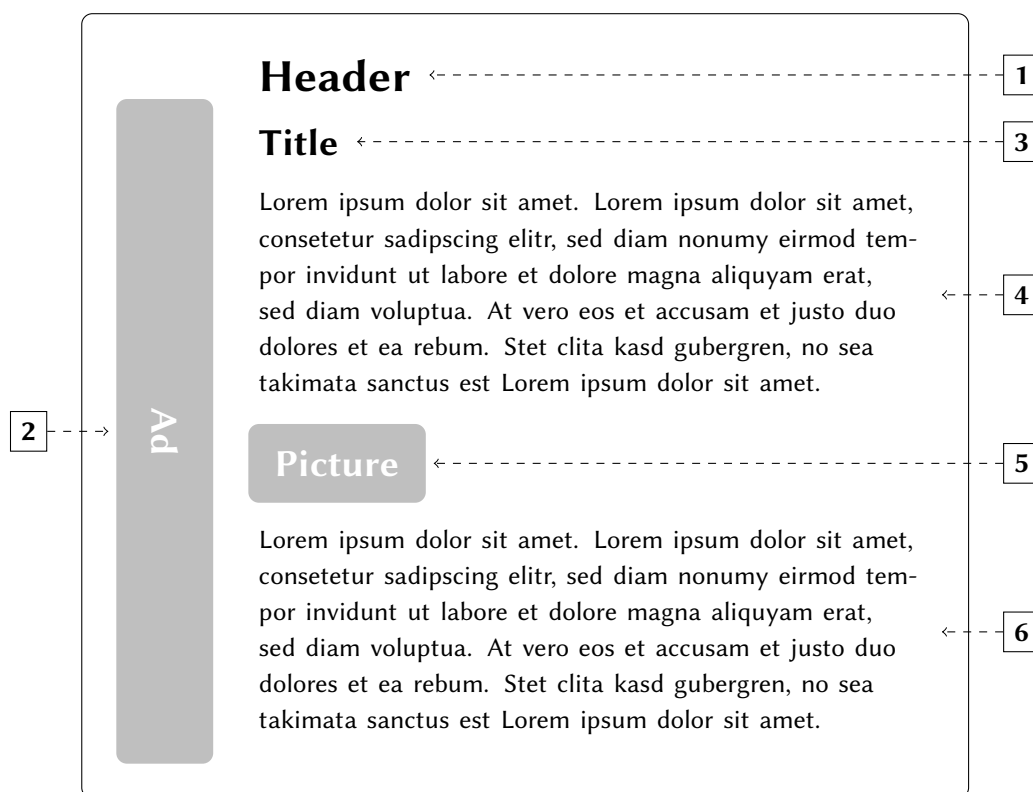 Header
1
Title
3
Lorem ipsum dolor sit amet. Lorem ipsum dolor sit amet,
consetetur sadipscing elitr, sed diam nonumy eirmod tem-
por invidunt ut labore et dolore magna aliquyam erat,
sed diam voluptua. At vero eos et accusam et justo duo
dolores et ea rebum. Stet clita kasd gubergren, no sea
takimata sanctus est Lorem ipsum dolor sit amet.
4
2
Ad
Picture
5
Lorem ipsum dolor sit amet. Lorem ipsum dolor sit amet,
consetetur sadipscing elitr, sed diam nonumy eirmod tem-
por invidunt ut labore et dolore magna aliquyam erat,
sed diam voluptua. At vero eos et accusam et justo duo
dolores et ea rebum. Stet clita kasd gubergren, no sea
takimata sanctus est Lorem ipsum dolor sit amet.
6